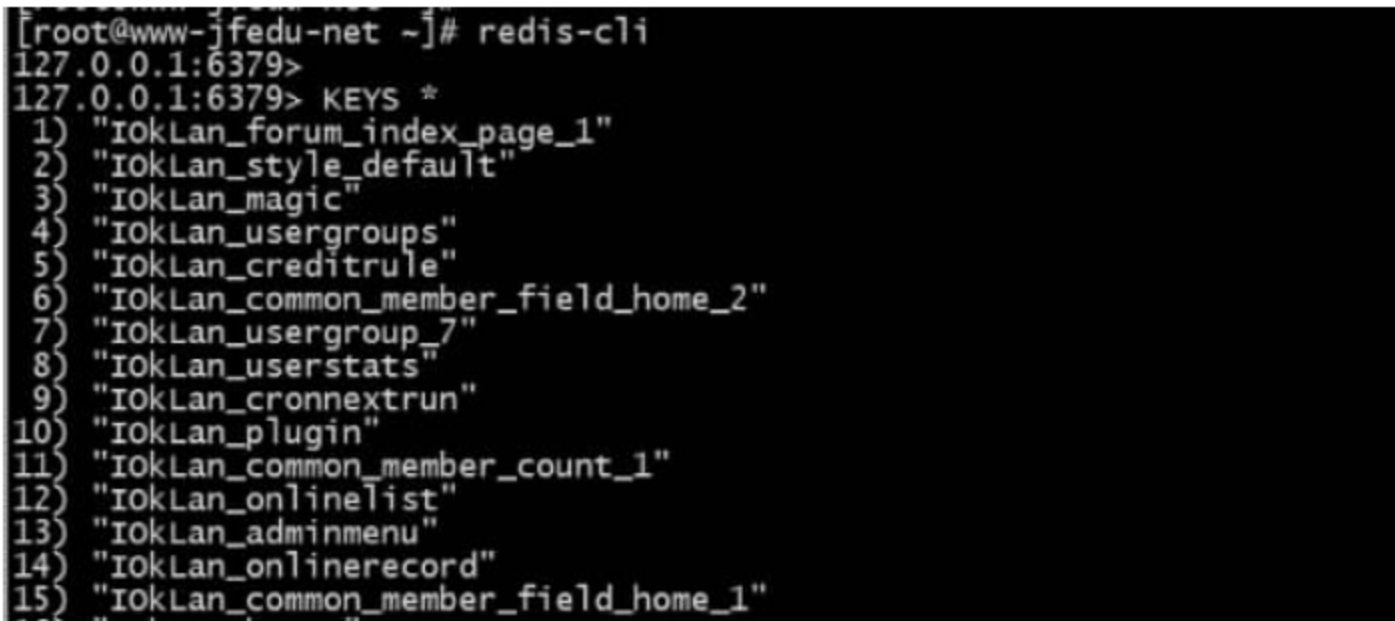 [root@www-jfedu-net ~]# redis-cli
127.0.0.1:6379>
127.0.0.1:6379> KEYS *
1) "IOkLan_forum_index_page_1"
2) "IOkLan_style_default"
3) "IOkLan_magic"
4) "IOkLan_usergroups"
5) "IOkLan_creditrule"
6) "IOkLan_common_member_field_home_2"
7) "IOkLan_usergroup_7"
8) "IOkLan_userstats"
9) "IOkLan_cronnextrun"
10) "IOkLan_plugin"
11) "IOkLan_common_member_count_1"
12) "IOkLan_onlinelist"
13) "IOkLan_adminmenu"
14) "IOkLan_onlinerecord"
15) "IOkLan_common_member_field_home_1"